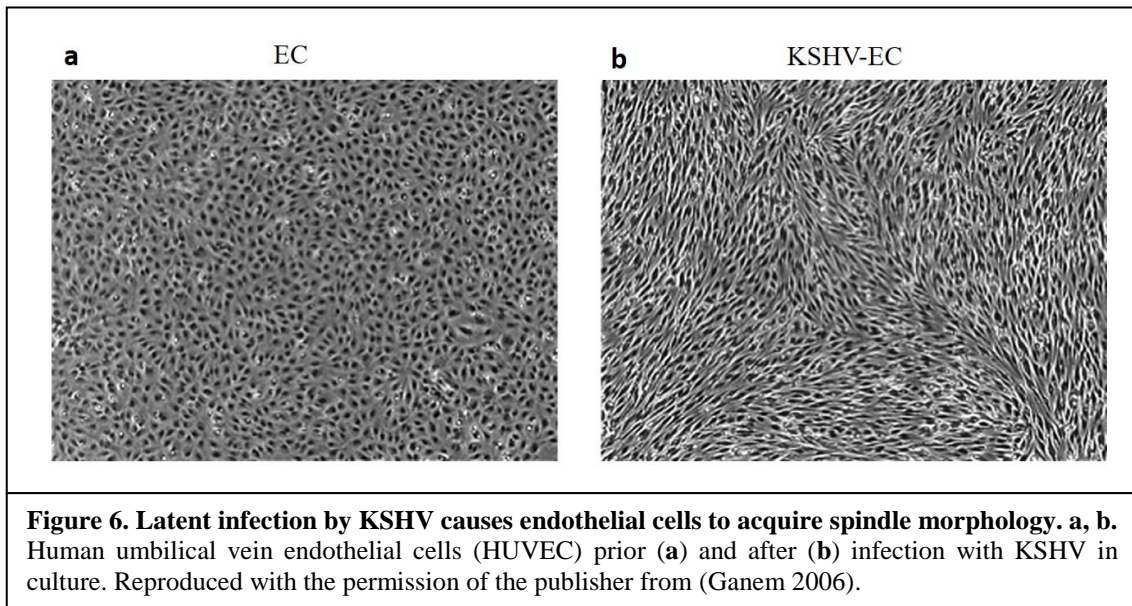 a EC b KSHV-EC
Figure 6. Latent infection by KSHV causes endothelial cells to acquire spindle morphology. a, b.
Human umbilical vein endothelial cells (HUVEC) prior (a) and after (b) infection with KSHV in
culture. Reproduced with the permission of the publisher from (Ganem 2006).